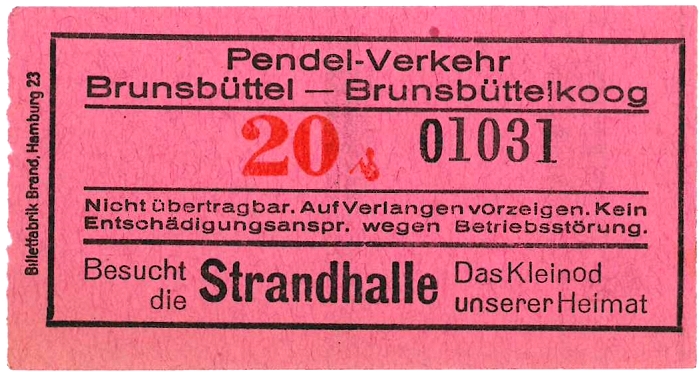 Pendel-Verkehr
Brunsbüttel — Brunsbüttelkoog
20 ₰ 01031
Nicht übertragbar. Auf Verlangen vorzeigen. Kein
Entschädigungsanspr. wegen Betriebsstörung.
Besucht die Strandhalle Das Kleinod unserer Heimat
Billettfabrik Brand, Hamburg 23